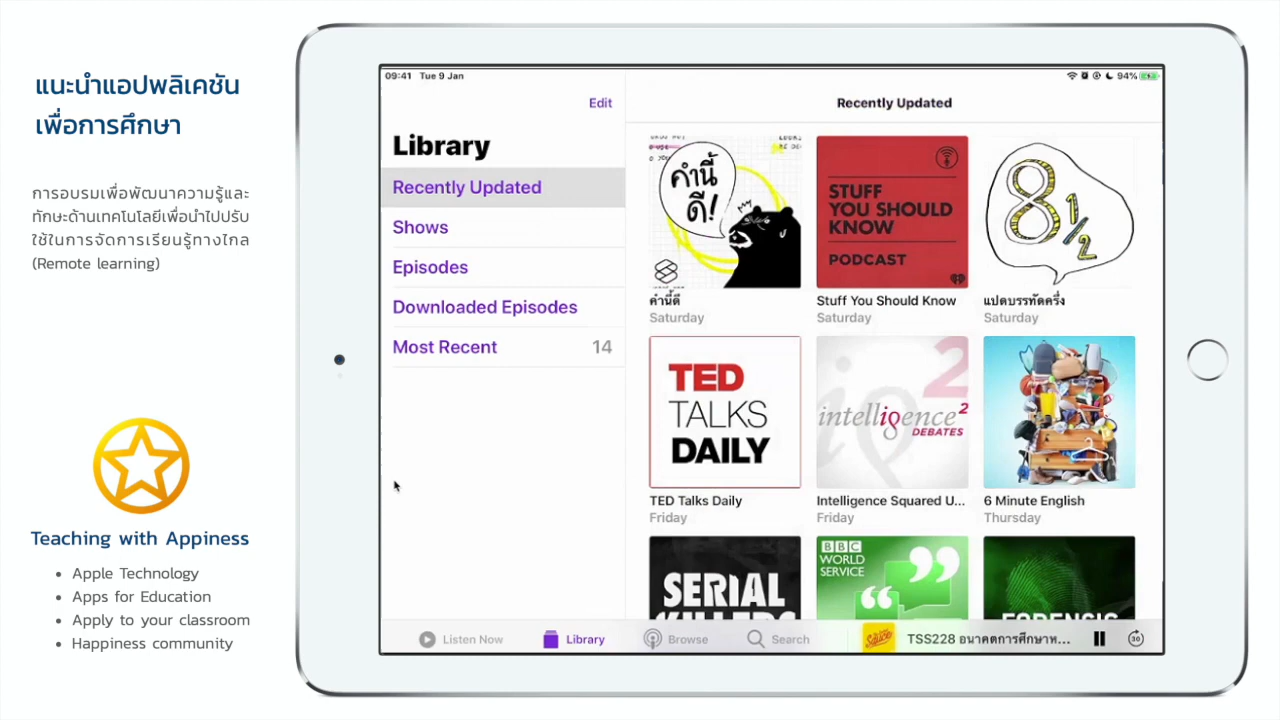 แนะนำแอปพลิเคชัน
เพื่อการศึกษา
การอบรมเพื่อพัฒนาความรู้และ
ทักษะด้านเทคโนโลยีเพื่อนำไปปรับ
ใช้ในการจัดการเรียนรู้ทางไกล
(Remote learning)
Teaching with Appiness
• Apple Technology
• Apps for Education
• Apply to your classroom
• Happiness community
09:41 Tue 9 Jan
94%
Edit
Library
Recently Updated
Shows
Episodes
Downloaded Episodes
Most Recent 14
Recently Updated
คำนี้
ดี!
คำนี้ดี
Saturday
STUFF
YOU SHOULD
KNOW
PODCAST
Stuff You Should Know
Saturday
8 1/2
แปดบรรทัดครึ่ง
Saturday
TED
TALKS
DAILY
TED Talks Daily
Friday
iq2
intelligence2
DEBATES
Intelligence Squared U...
Friday
6 Minute English
Thursday
SERIAL
KILLERS
BBC
WORLD
SERVICE
FORENSIC
Listen Now
Library
Browse
Search
TSS228 อนาคตการศึกษาห...
30